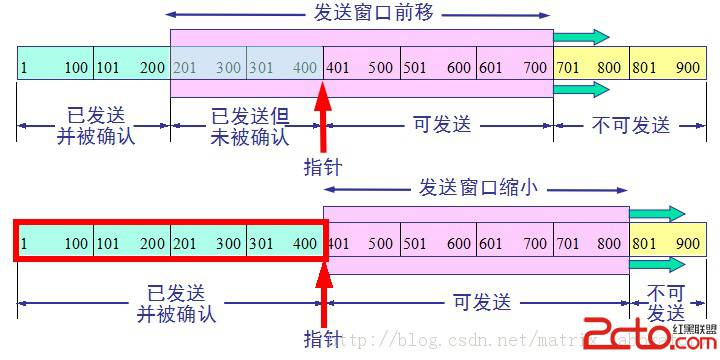 发送窗口前移
1 100 101 200 201 300 301 400 401 500 501 600 601 700 701 800 801 900
已发送
并被确认
已发送但
未被确认
可发送
不可发送
指针
发送窗口缩小
1 100 101 200 201 300 301 400 401 500 501 600 601 700 701 800 801 900
已发送
并被确认
可发送
不可
发送
指针
http://blog.csdn.net/matrix_
2cto.com
红黑联盟